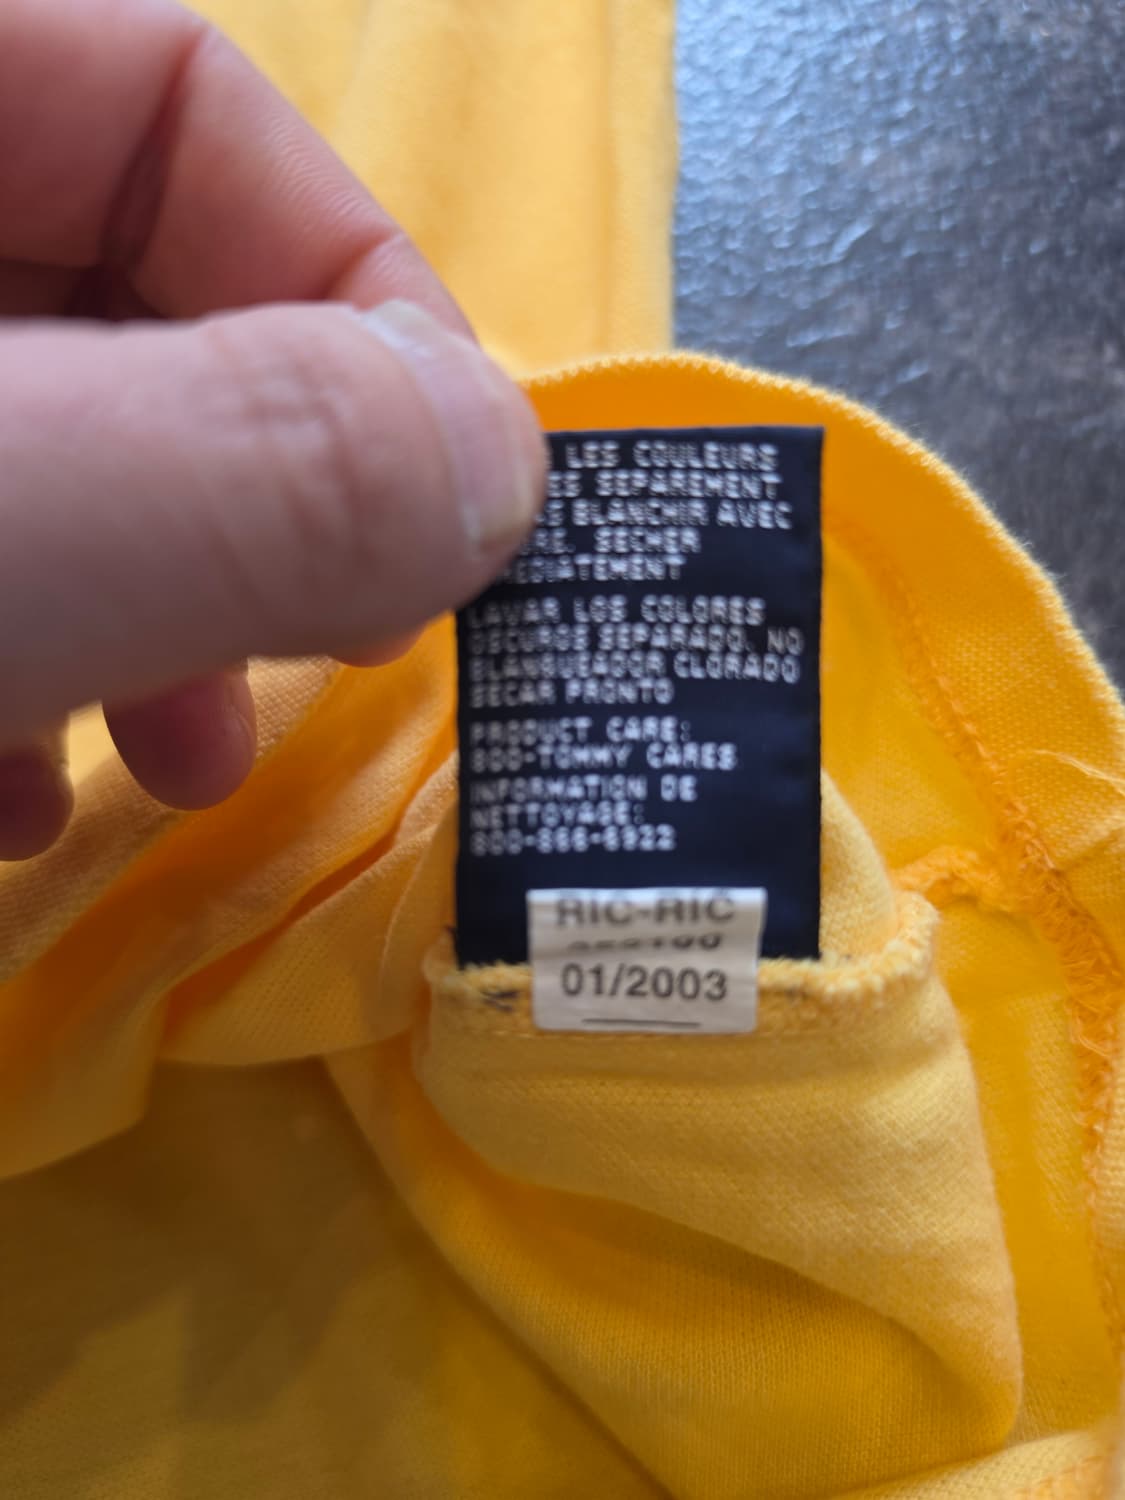 LES COULEURS
SEPAREMENT
BLANCHIR AVEC
SECHER
LAVAR LOS COLORES
OSCUROS SEPARADO. NO
BLANQUEADOR CLORADO
SECAR PRONTO
PRODUCT CARE:
800-TOMMY CARES
INFORMATION DE
NETTOYAGE:
800-866-6922
RIC-RIC
01/2003